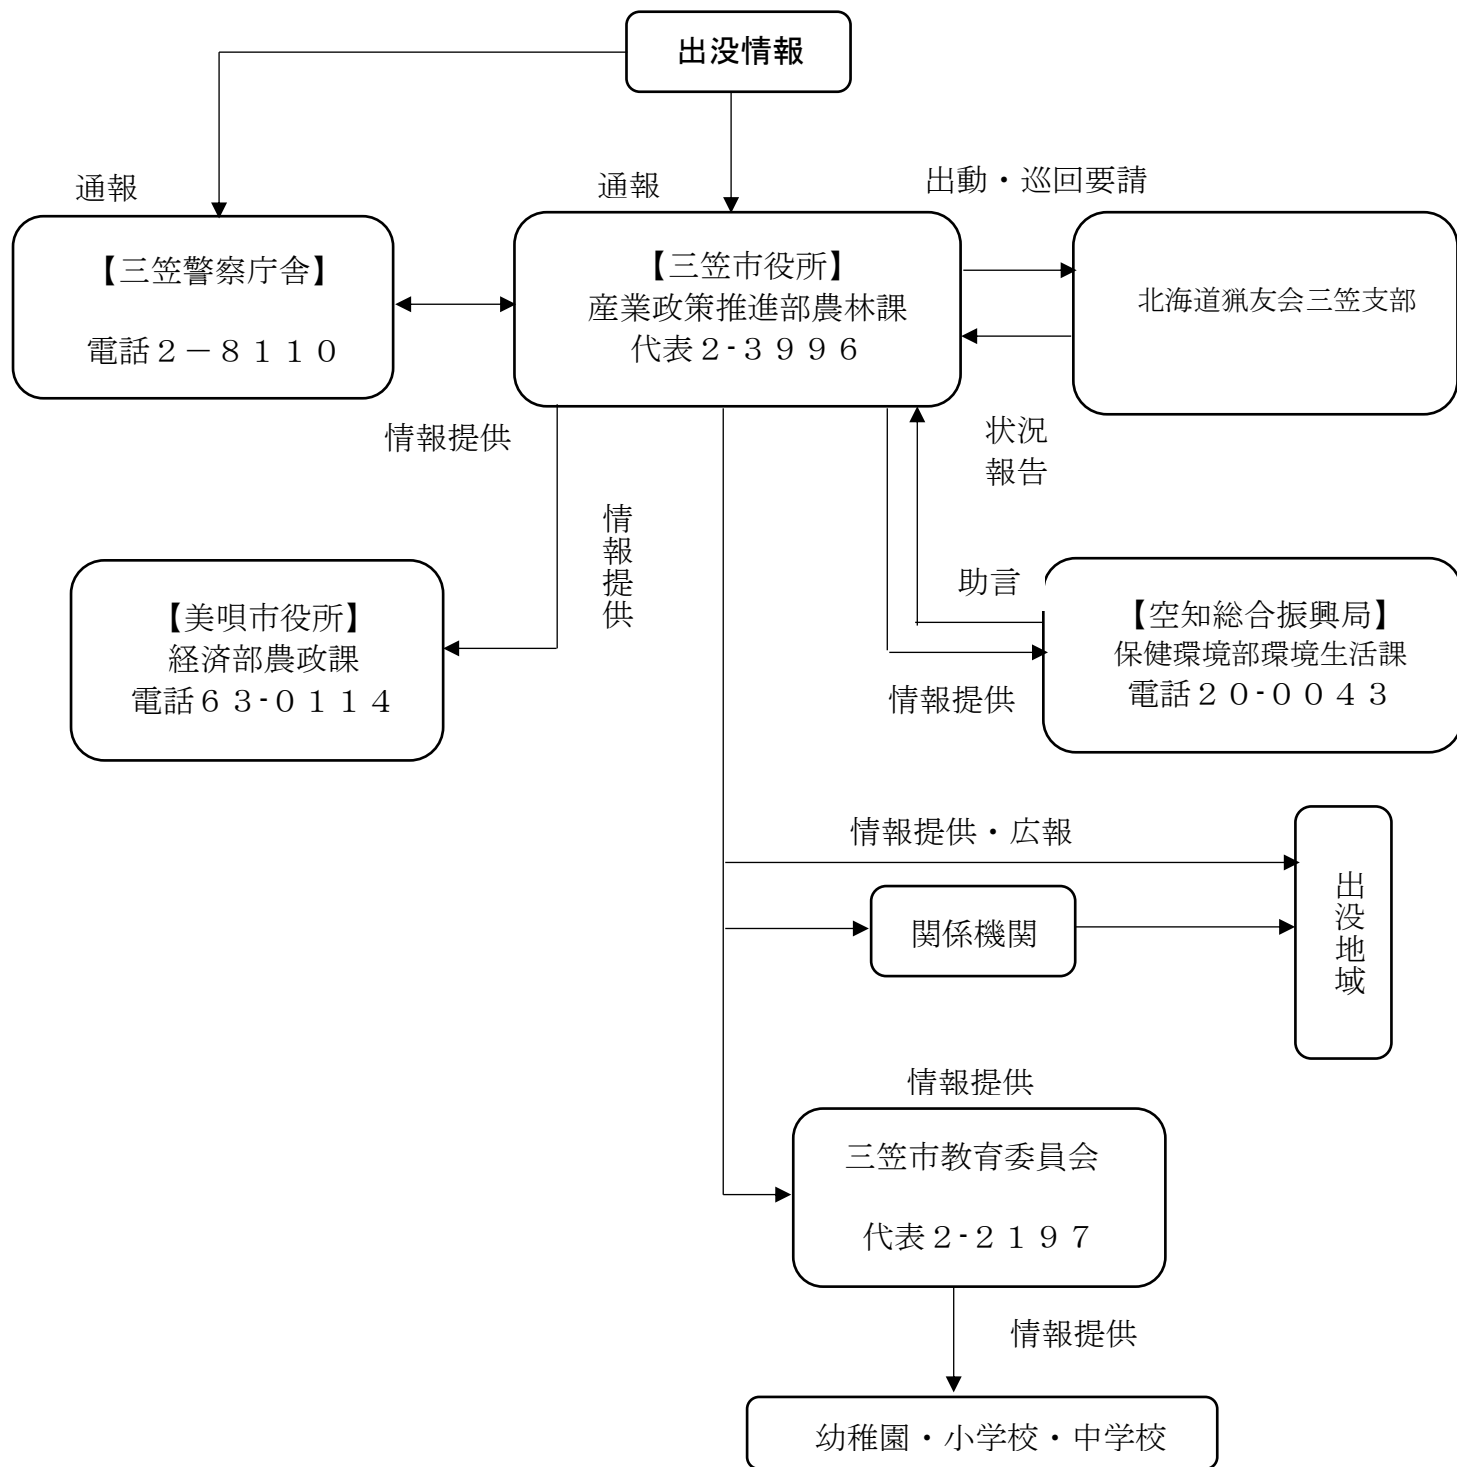 出没情報
通報
通報
出動・巡回要請
【三笠警察庁舎】
電話２－８１１０
【三笠市役所】
産業政策推進部農林課
代表２-３９９６
北海道猟友会三笠支部
情報提供
状況
報告
情報提供
助言
【美唄市役所】
経済部農政課
電話６３-０１１４
【空知総合振興局】
保健環境部環境生活課
電話２０-００４３
情報提供
情報提供・広報
関係機関
出没地域
情報提供
三笠市教育委員会
代表２-２１９７
情報提供
幼稚園・小学校・中学校